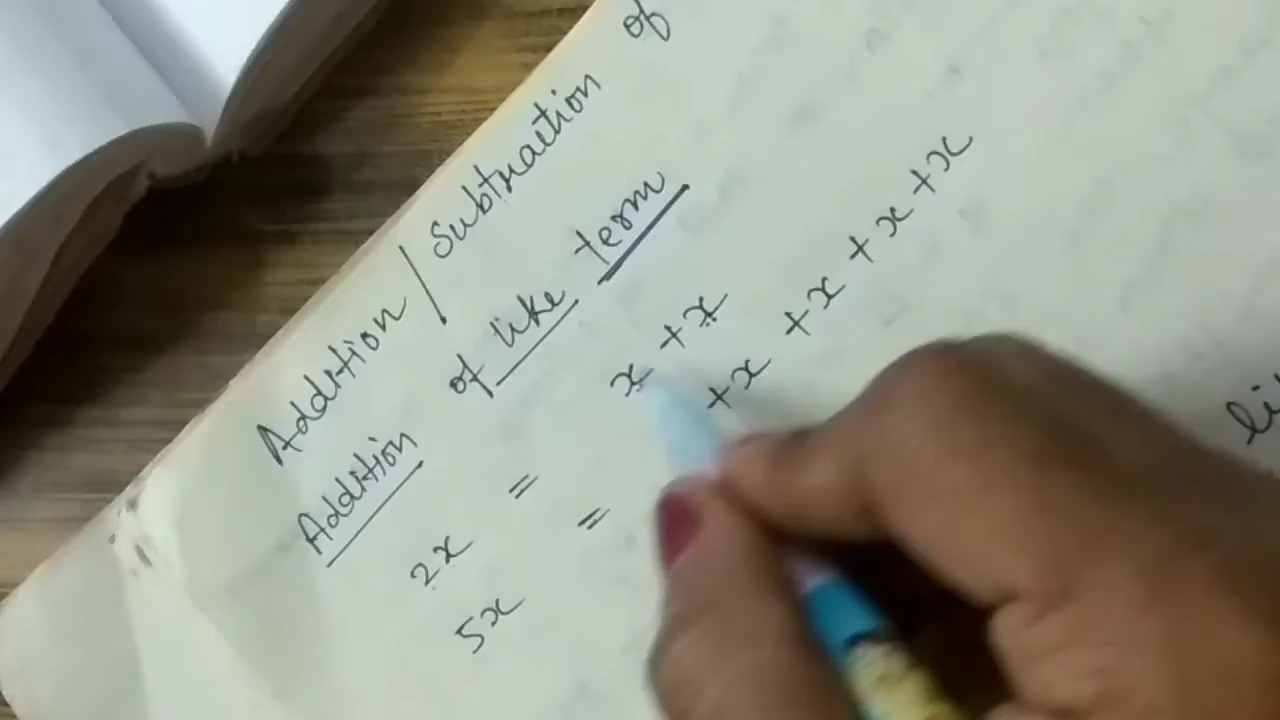 Addition / Subtraction of
of like term
Addition
2x = x + x
5x = + x + x + x + x